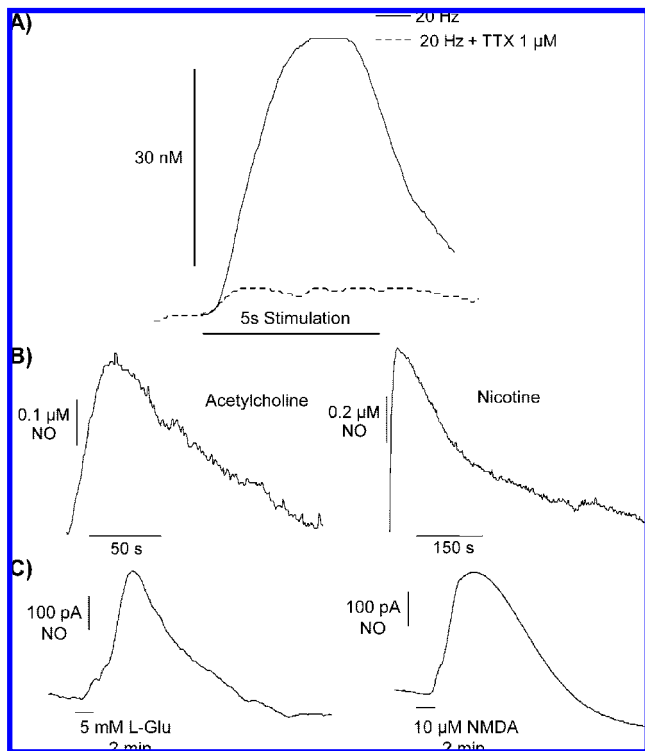 A)
20 Hz
20 Hz + TTX 1 µM
30 nM
5s Stimulation
B)
0.1 µM
NO
Acetylcholine
50 s
0.2 µM
NO
Nicotine
150 s
C)
100 pA
NO
5 mM L-Glu
2 min
100 pA
NO
10 µM NMDA
2 min